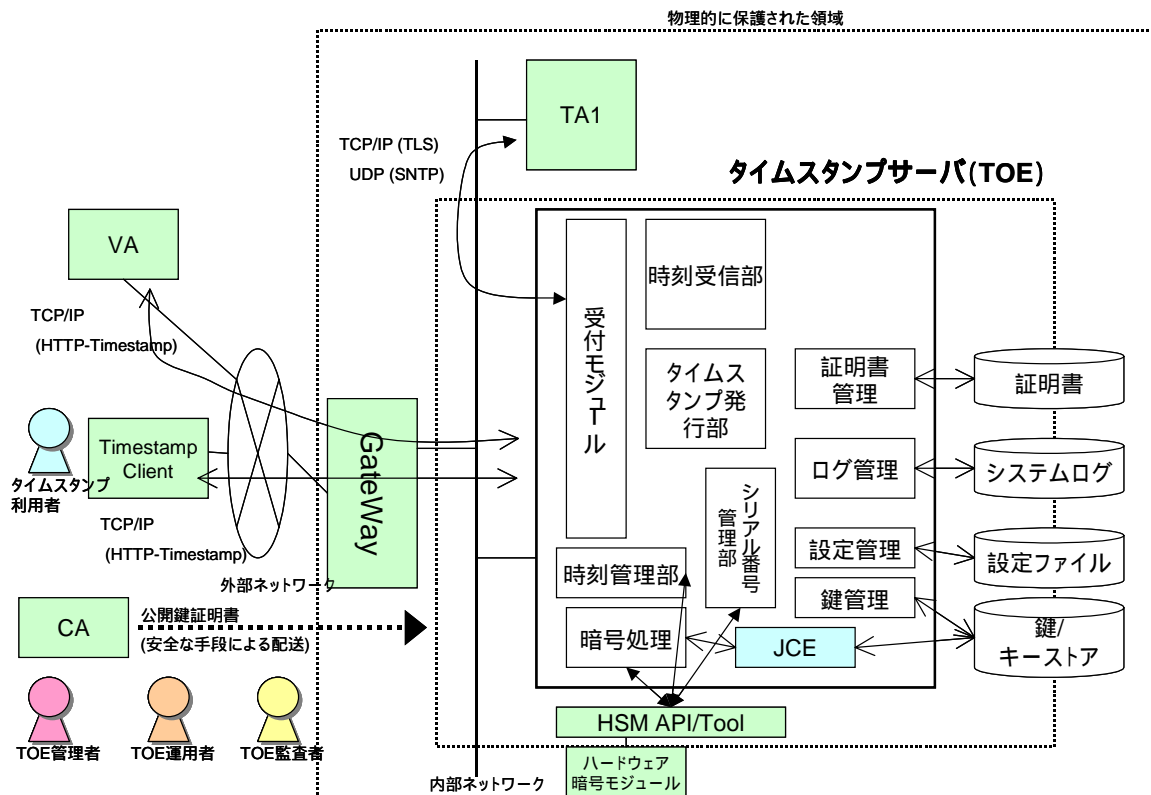 物理的に保護された領域
TA1
TCP/IP (TLS)
UDP (SNTP)
タイムスタンプサーバ(TOE)
VA
TCP/IP
(HTTP-Timestamp)
受付モジュール
時刻受信部
タイムス
タンプ発
行部
証明書
管理
証明書
Timestamp
Client
GateWay
タイムスタンプ
利用者
ログ管理
システムログ
TCP/IP
(HTTP-Timestamp)
外部ネットワーク
シリアル番号
管理部
設定管理
設定ファイル
時刻管理部
鍵管理
CA
公開鍵証明書
(安全な手段による配送)
暗号処理
JCE
鍵/
キーストア
HSM API/Tool
TOE管理者
TOE運用者
TOE監査者
ハードウェア
暗号モジュール
内部ネットワーク